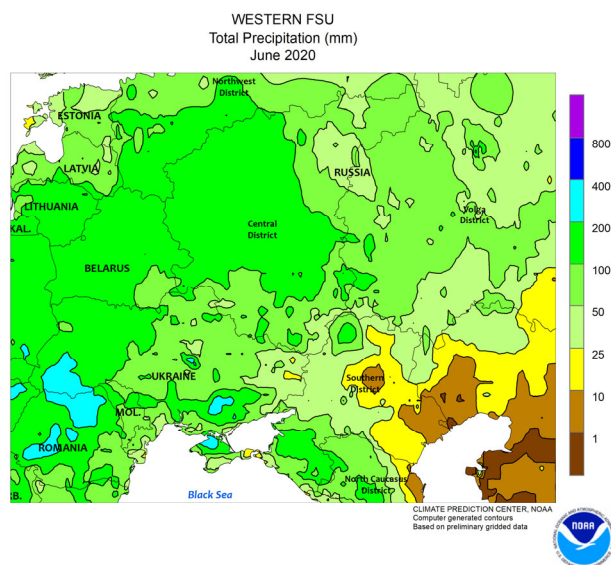 WESTERN FSU
Total Precipitation (mm)
June 2020
Northwest
District
ESTONIA
LATVIA
RUSSIA
LITHUANIA
Volga
District
KAL.
Central
District
BELARUS
UKRAINE
Southern
District
MOL.
ROMANIA
North Caucasus
District
RB.
Black Sea
800
400
200
100
50
25
10
1
CLIMATE PREDICTION CENTER, NOAA
Computer generated contours
Based on preliminary gridded data
NOAA